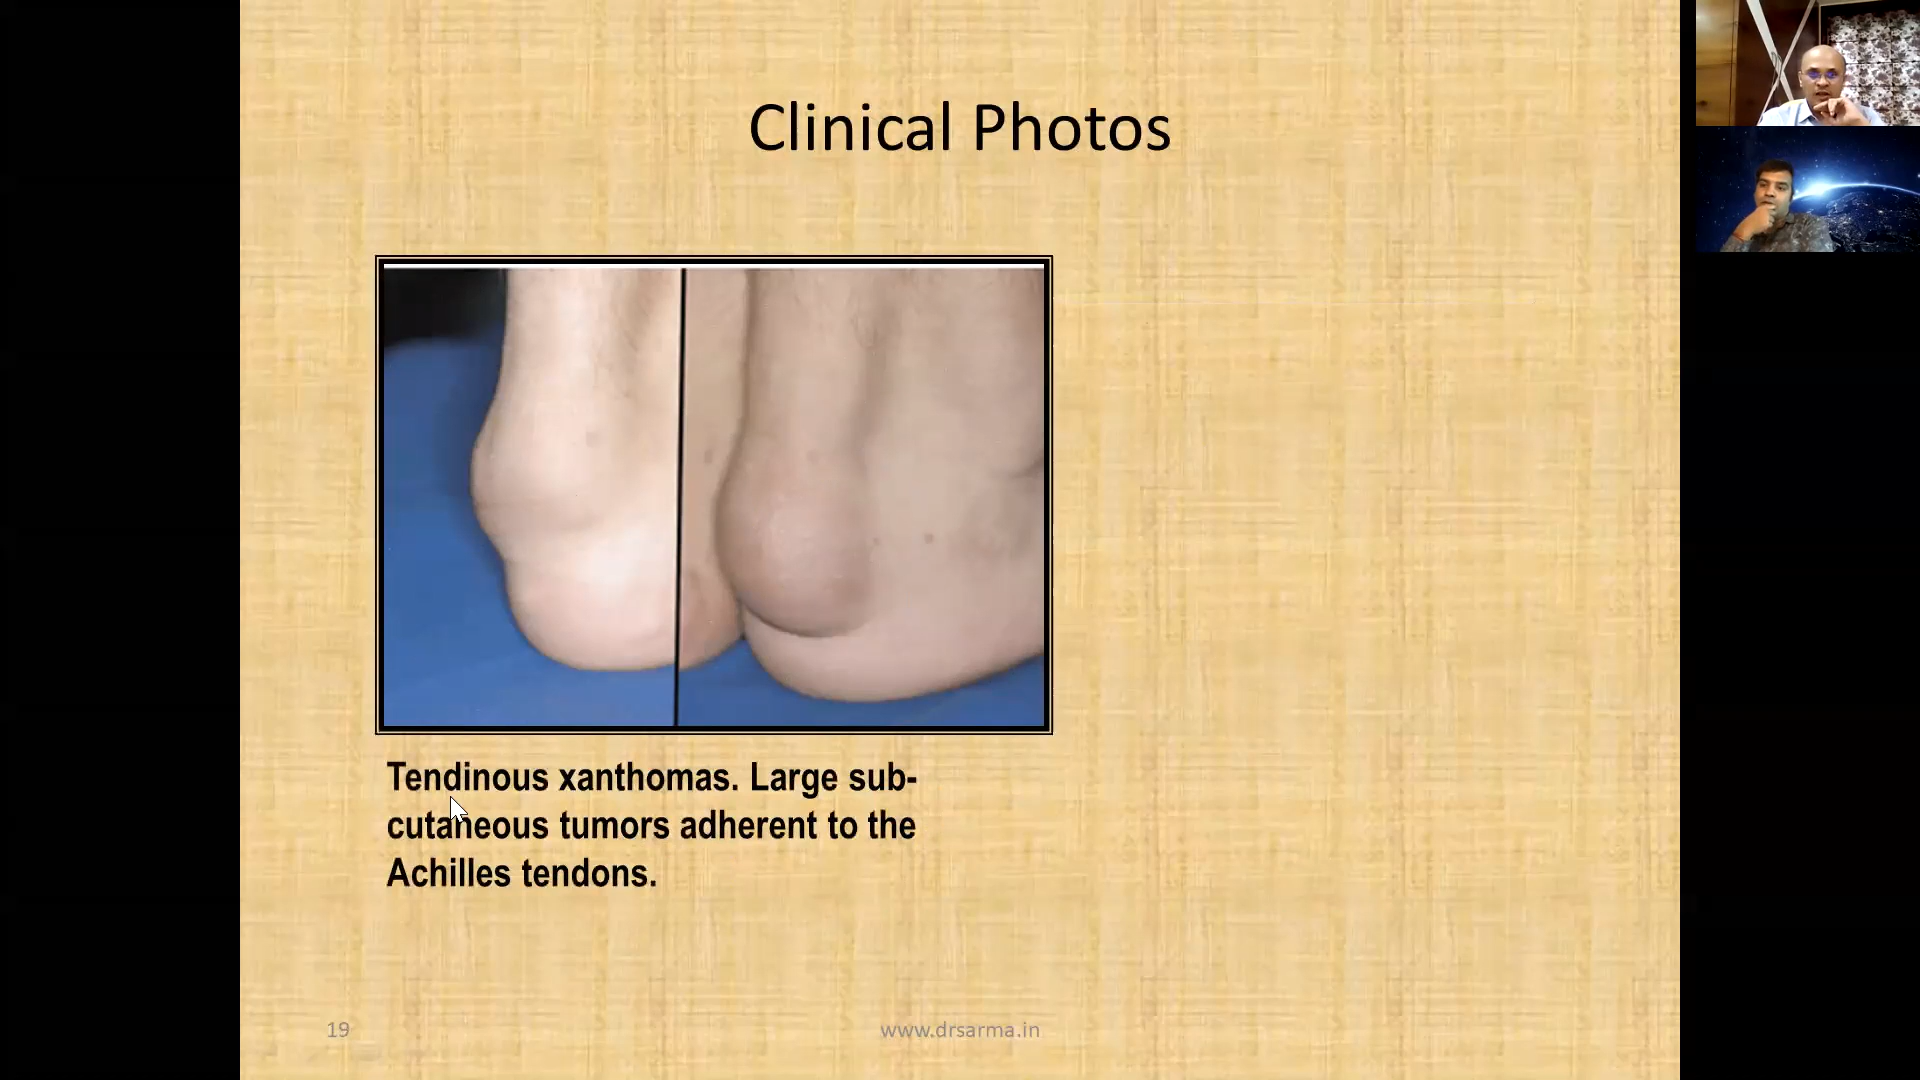 Clinical Photos
Tendinous xanthomas. Large sub-
cutaneous tumors adherent to the
Achilles tendons.
19
www.drsarma.in